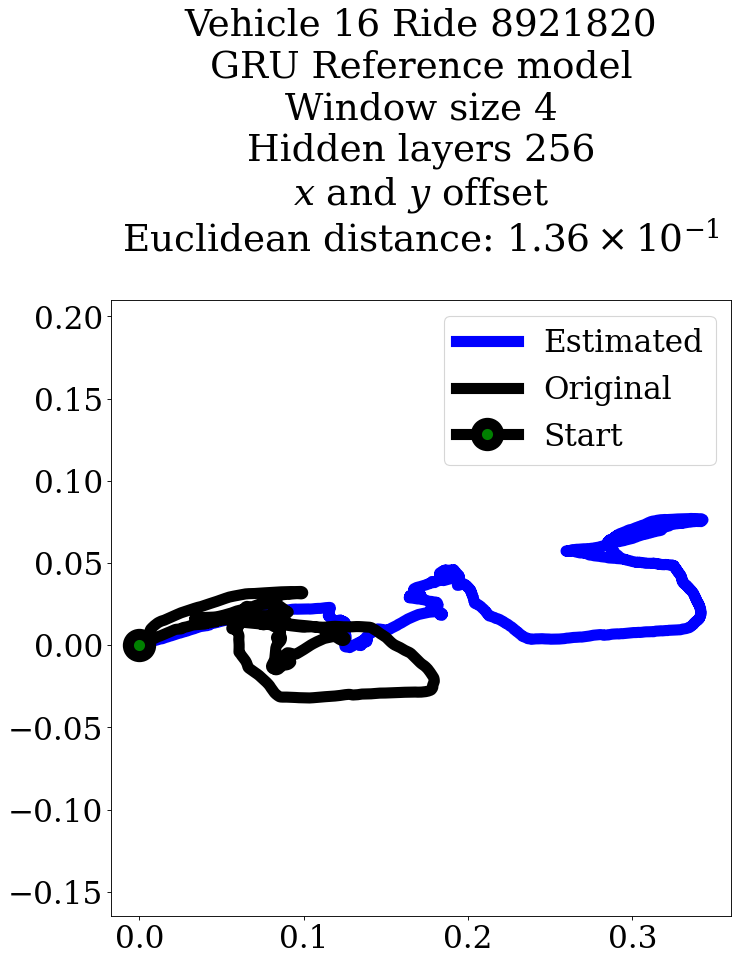 Vehicle 16 Ride 8921820
GRU Reference model
Window size 4
Hidden layers 256
x and y offset
Euclidean distance: 1.36 × 10⁻¹
Estimated
Original
Start
0.20
0.15
0.10
0.05
0.00
−0.05
−0.10
−0.15
0.0 0.1 0.2 0.3